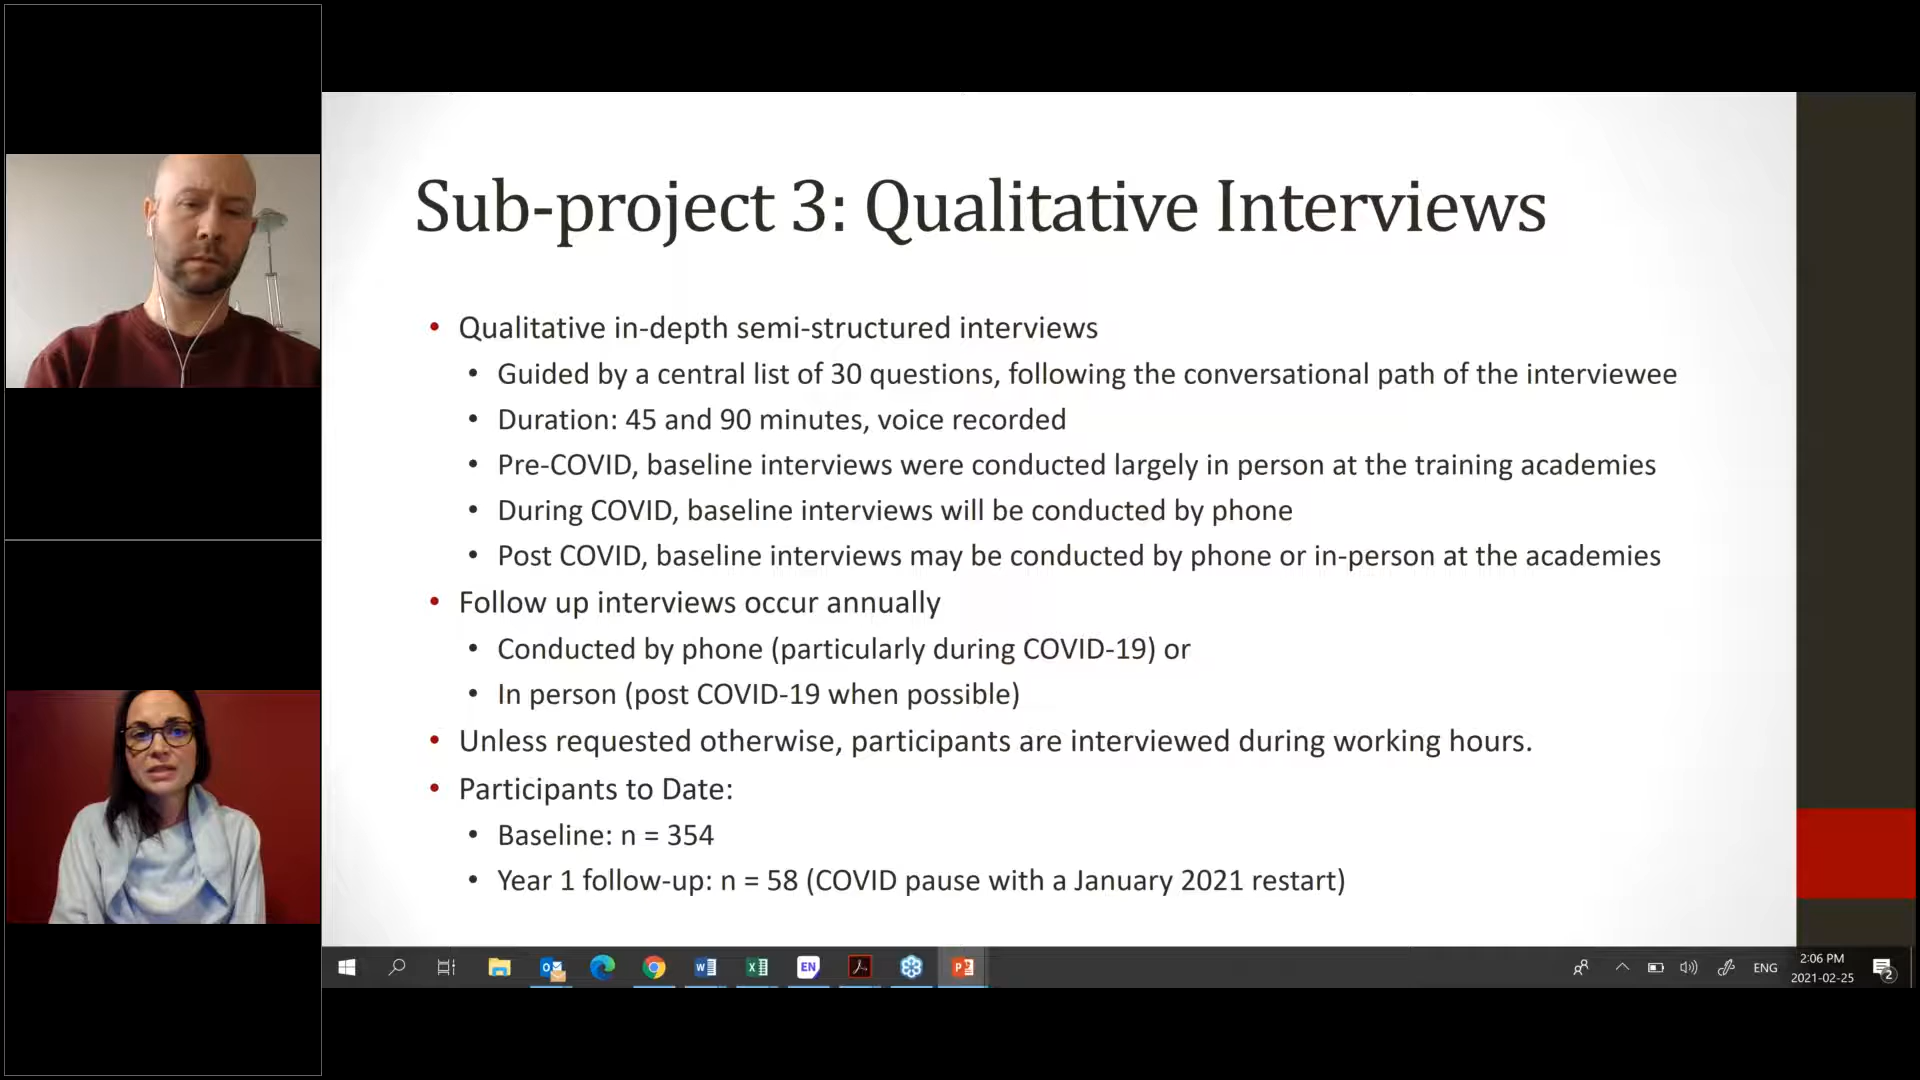 Sub-project 3: Qualitative Interviews
• Qualitative in-depth semi-structured interviews
• Guided by a central list of 30 questions, following the conversational path of the interviewee
• Duration: 45 and 90 minutes, voice recorded
• Pre-COVID, baseline interviews were conducted largely in person at the training academies
• During COVID, baseline interviews will be conducted by phone
• Post COVID, baseline interviews may be conducted by phone or in-person at the academies
• Follow up interviews occur annually
• Conducted by phone (particularly during COVID-19) or
• In person (post COVID-19 when possible)
• Unless requested otherwise, participants are interviewed during working hours.
• Participants to Date:
• Baseline: n = 354
• Year 1 follow-up: n = 58 (COVID pause with a January 2021 restart)
EN
ENG
2:06 PM
2021-02-25
2